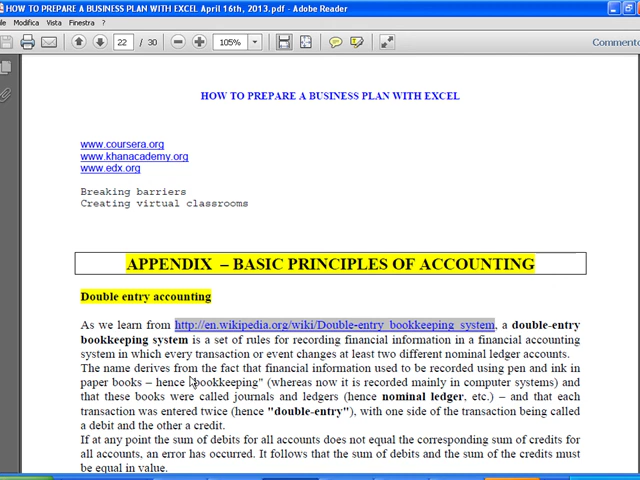 HOW TO PREPARE A BUSINESS PLAN WITH EXCEL April 16th, 2013.pdf - Adobe Reader
Modifica Vista Finestra ?
22 / 30 105% Comment
HOW TO PREPARE A BUSINESS PLAN WITH EXCEL
www.coursera.org
www.khanacademy.org
www.edx.org
Breaking barriers
Creating virtual classrooms
APPENDIX – BASIC PRINCIPLES OF ACCOUNTING
Double entry accounting
As we learn from http://en.wikipedia.org/wiki/Double-entry_bookkeeping_system, a double-entry
bookkeeping system is a set of rules for recording financial information in a financial accounting
system in which every transaction or event changes at least two different nominal ledger accounts.
The name derives from the fact that financial information used to be recorded using pen and ink in
paper books – hence "bookkeeping" (whereas now it is recorded mainly in computer systems) and
that these books were called journals and ledgers (hence nominal ledger, etc.) – and that each
transaction was entered twice (hence "double-entry"), with one side of the transaction being called
a debit and the other a credit.
If at any point the sum of debits for all accounts does not equal the corresponding sum of credits for
all accounts, an error has occurred. It follows that the sum of debits and the sum of the credits must
be equal in value.